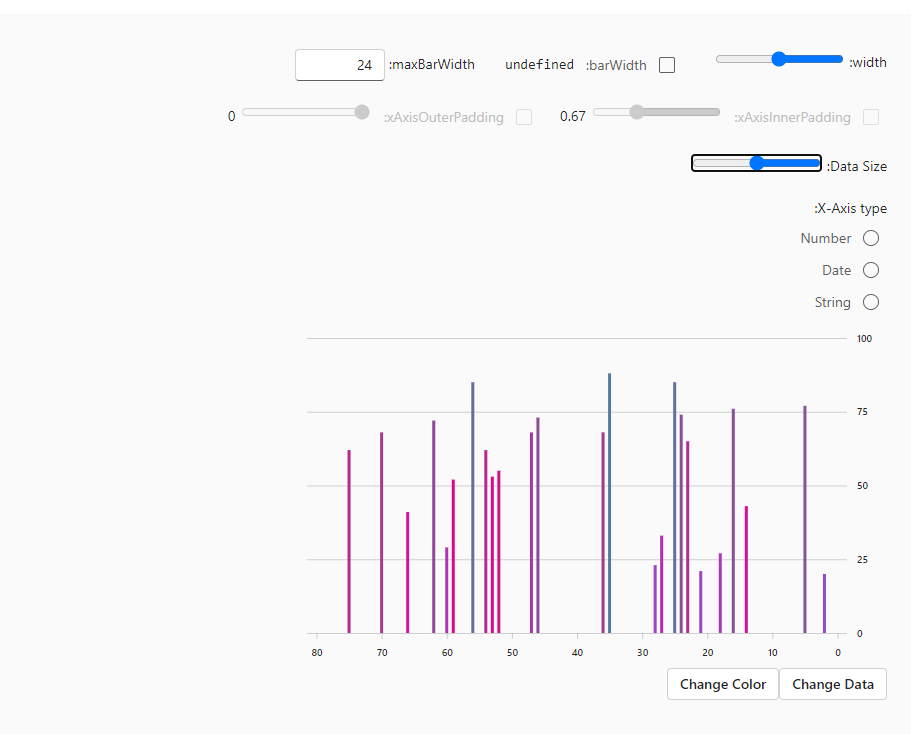 width:
barWidth: undefined
maxBarWidth: 24
xAxisInnerPadding: 0.67
xAxisOuterPadding: 0
Data Size:
X-Axis type:
Number
Date
String
100
75
50
25
0
80 70 60 50 40 30 20 10 0
Change Color Change Data